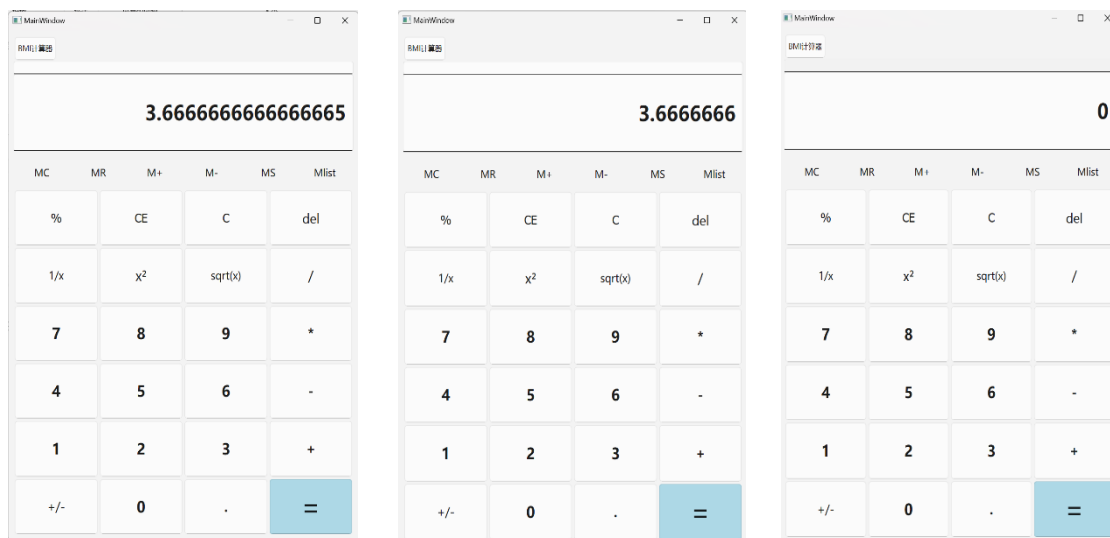 MainWindow
BMI计算器
3.6666666666666665
MC MR M+ M- MS Mlist
% CE C del
1/x x² sqrt(x) /
7 8 9 *
4 5 6 -
1 2 3 +
+/- 0 . =
MainWindow
BMI计算器
3.6666666
MC MR M+ M- MS Mlist
% CE C del
1/x x² sqrt(x) /
7 8 9 *
4 5 6 -
1 2 3 +
+/- 0 . =
MainWindow
BMI计算器
0
MC MR M+ M- MS Mlist
% CE C del
1/x x² sqrt(x) /
7 8 9 *
4 5 6 -
1 2 3 +
+/- 0 . =